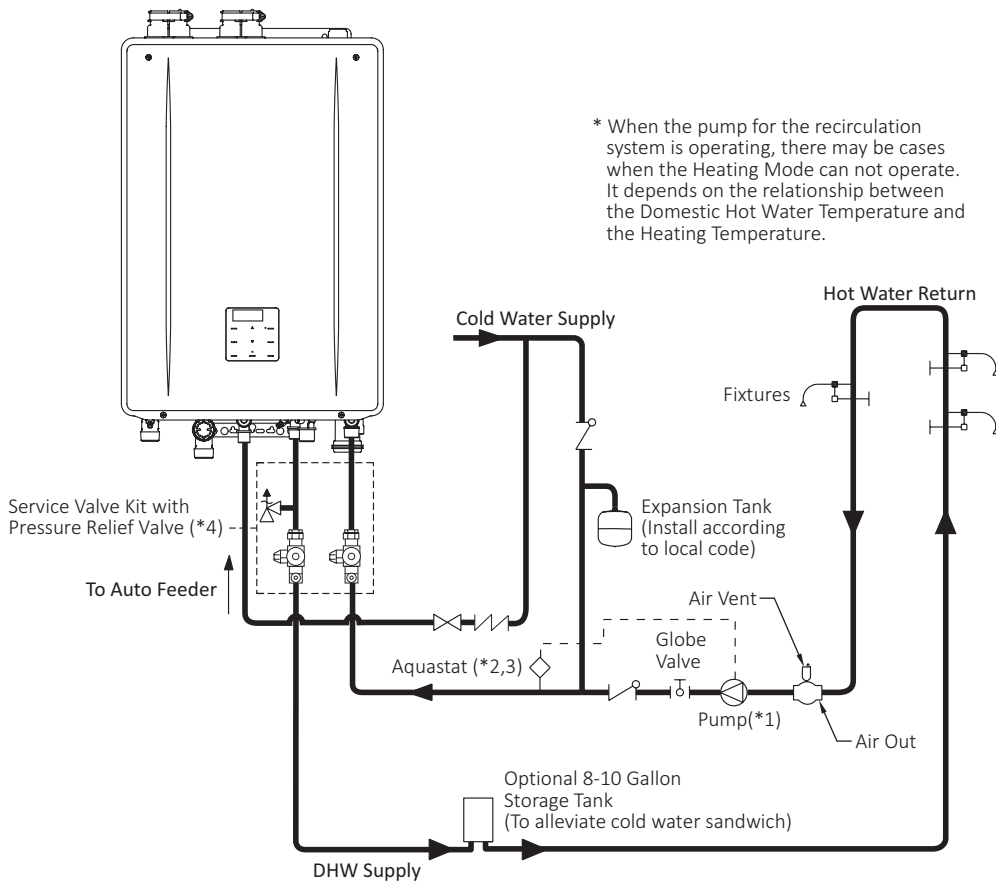 * When the pump for the recirculation
system is operating, there may be cases
when the Heating Mode can not operate.
It depends on the relationship between
the Domestic Hot Water Temperature and
the Heating Temperature.
Hot Water Return
Cold Water Supply
Fixtures
Service Valve Kit with
Pressure Relief Valve (*4)
Expansion Tank
(Install according
to local code)
To Auto Feeder
Air Vent
Globe
Valve
Aquastat (*2,3)
Pump(*1)
Air Out
Optional 8-10 Gallon
Storage Tank
(To alleviate cold water sandwich)
DHW Supply